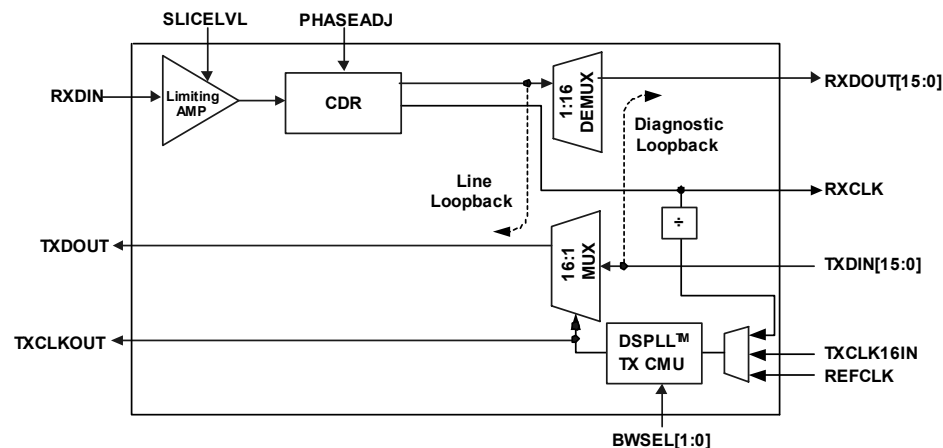 SLICELVL
PHASEADJ
RXDIN
Limiting
AMP
CDR
1:16
DEMUX
RXDOUT[15:0]
Diagnostic
Loopback
Line
Loopback
RXCLK
÷
TXDOUT
16:1
MUX
TXDIN[15:0]
TXCLKOUT
DSPLL™
TX CMU
TXCLK16IN
REFCLK
BWSEL[1:0]